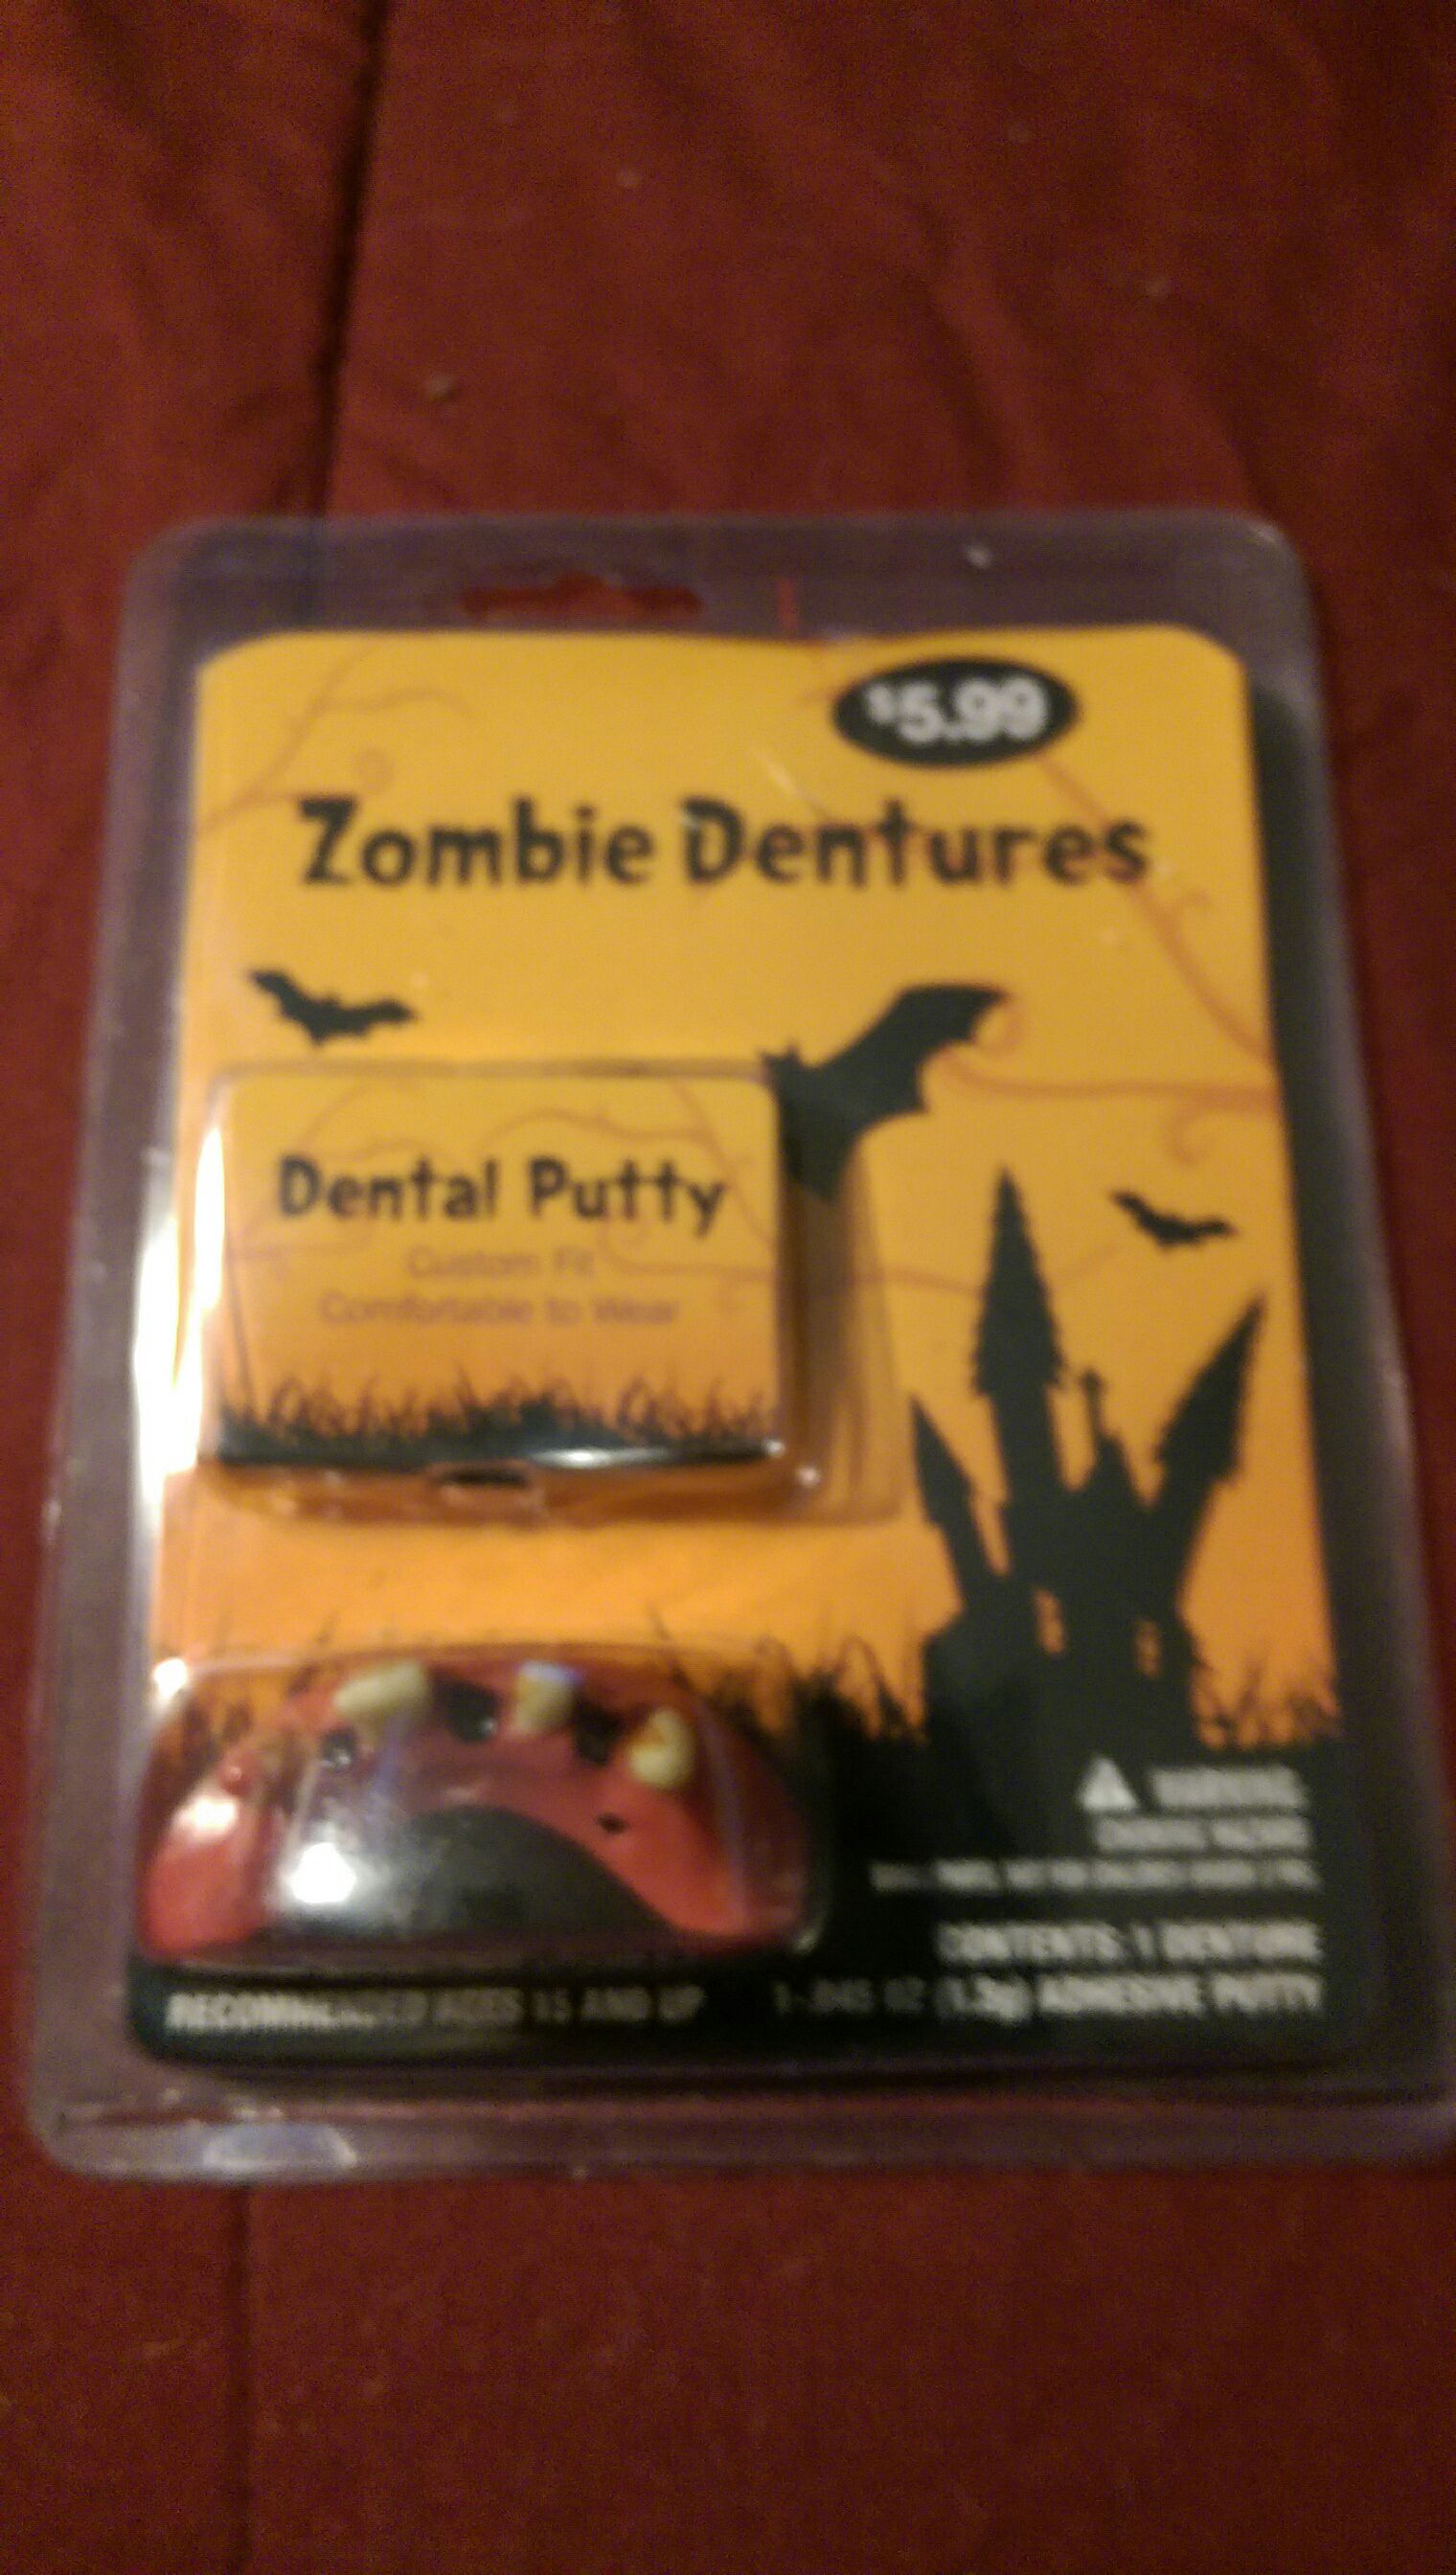 $5.99
Zombie Dentures
Dental Putty
Custom Fit
Comfortable to Wear
WARNING:
CONTENTS: 1 DENTURE
RECOMMENDED AGES 15 AND UP
ADHESIVE PUTTY